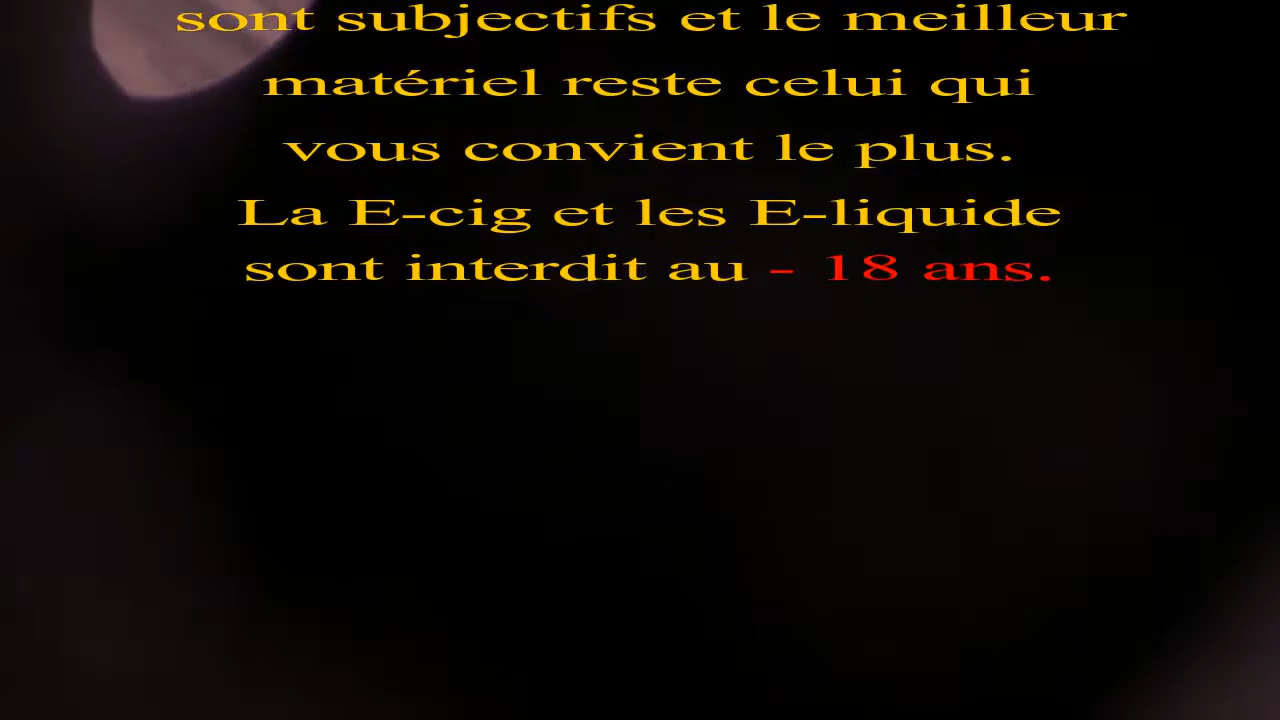 sont subjectifs et le meilleur
matériel reste celui qui
vous convient le plus.
La E-cig et les E-liquide
sont interdit au - 18 ans.